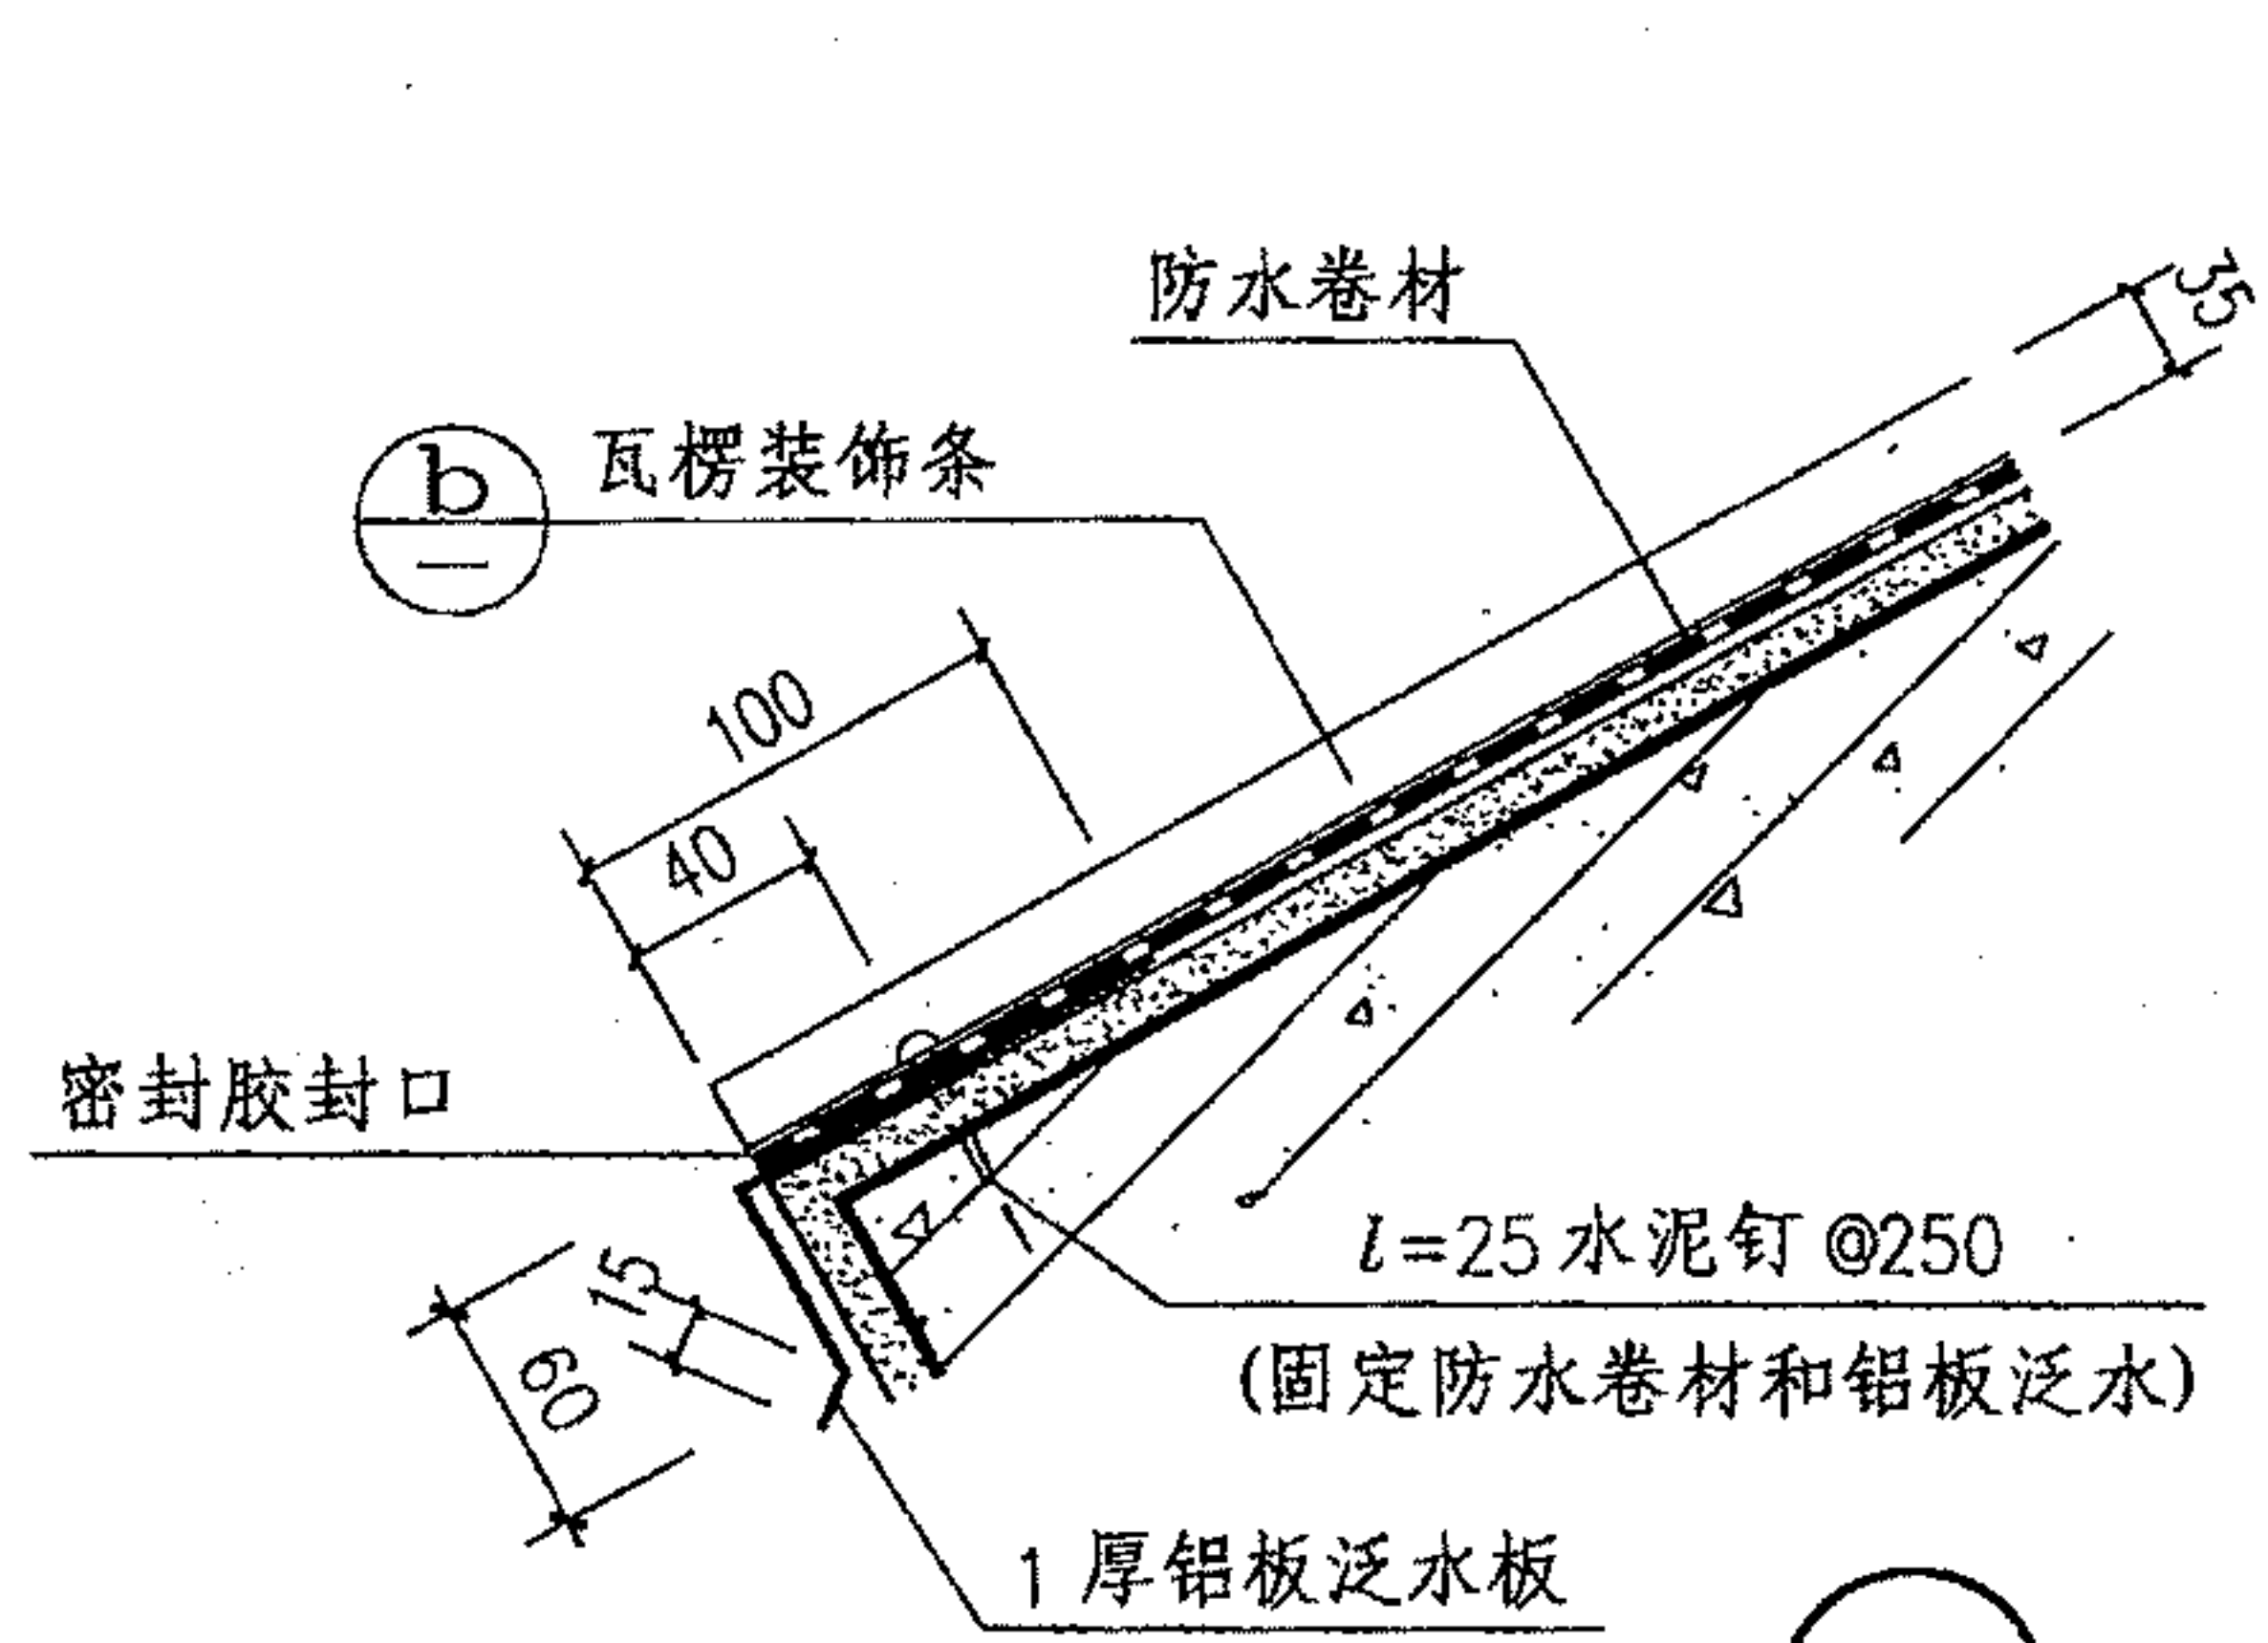 防水卷材
35
b
瓦楞装饰条
—
100
40
密封胶封口
l=25 水泥钉 @250
(固定防水卷材和铝板泛水)
15
60
1 厚铝板泛水板